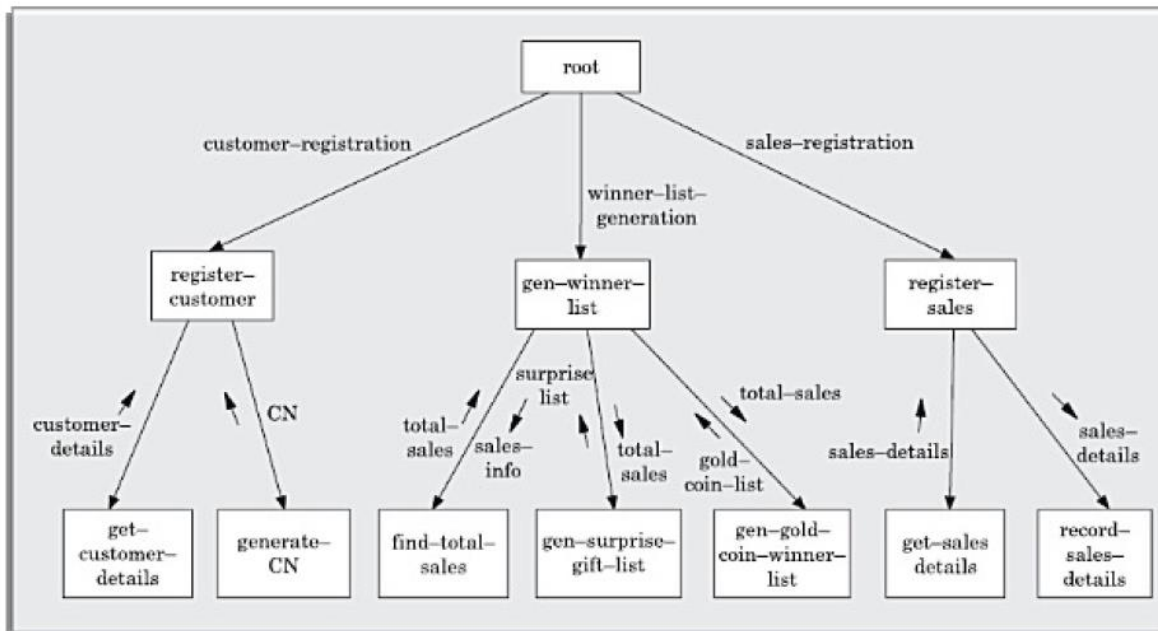 root
customer–registration
sales–registration
winner–list–
generation
register–
customer
gen–winner–
list
register–
sales
customer–
details
CN
total–
sales
surprise
list
sales–
info
total–
sales
gold–
coin–list
total–sales
sales–details
sales–
details
get–
customer–
details
generate–
CN
find–total–
sales
gen–surprise–
gift–list
gen–gold–
coin–winner–
list
get–sales
details
record–
sales–
details